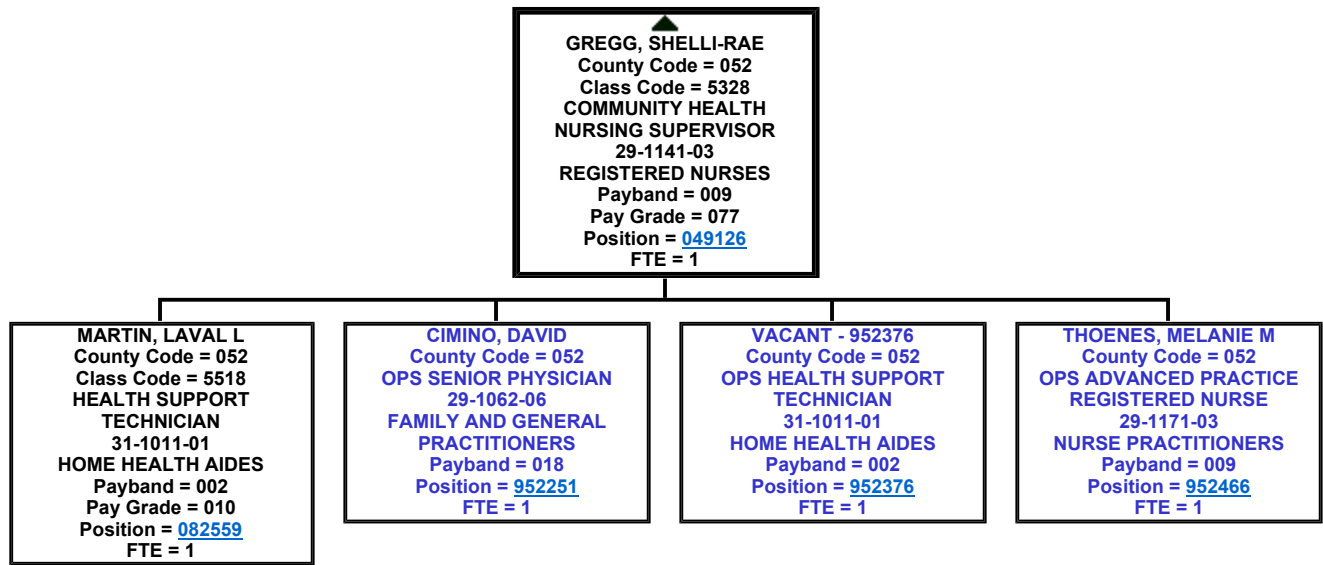 GREGG, SHELLI-RAE
County Code = 052
Class Code = 5328
COMMUNITY HEALTH
NURSING SUPERVISOR
29-1141-03
REGISTERED NURSES
Payband = 009
Pay Grade = 077
Position = 049126
FTE = 1
MARTIN, LAVAL L
County Code = 052
Class Code = 5518
HEALTH SUPPORT
TECHNICIAN
31-1011-01
HOME HEALTH AIDES
Payband = 002
Pay Grade = 010
Position = 082559
FTE = 1
CIMINO, DAVID
County Code = 052
OPS SENIOR PHYSICIAN
29-1062-06
FAMILY AND GENERAL
PRACTITIONERS
Payband = 018
Position = 952251
FTE = 1
VACANT - 952376
County Code = 052
OPS HEALTH SUPPORT
TECHNICIAN
31-1011-01
HOME HEALTH AIDES
Payband = 002
Position = 952376
FTE = 1
THOENES, MELANIE M
County Code = 052
OPS ADVANCED PRACTICE
REGISTERED NURSE
29-1171-03
NURSE PRACTITIONERS
Payband = 009
Position = 952466
FTE = 1